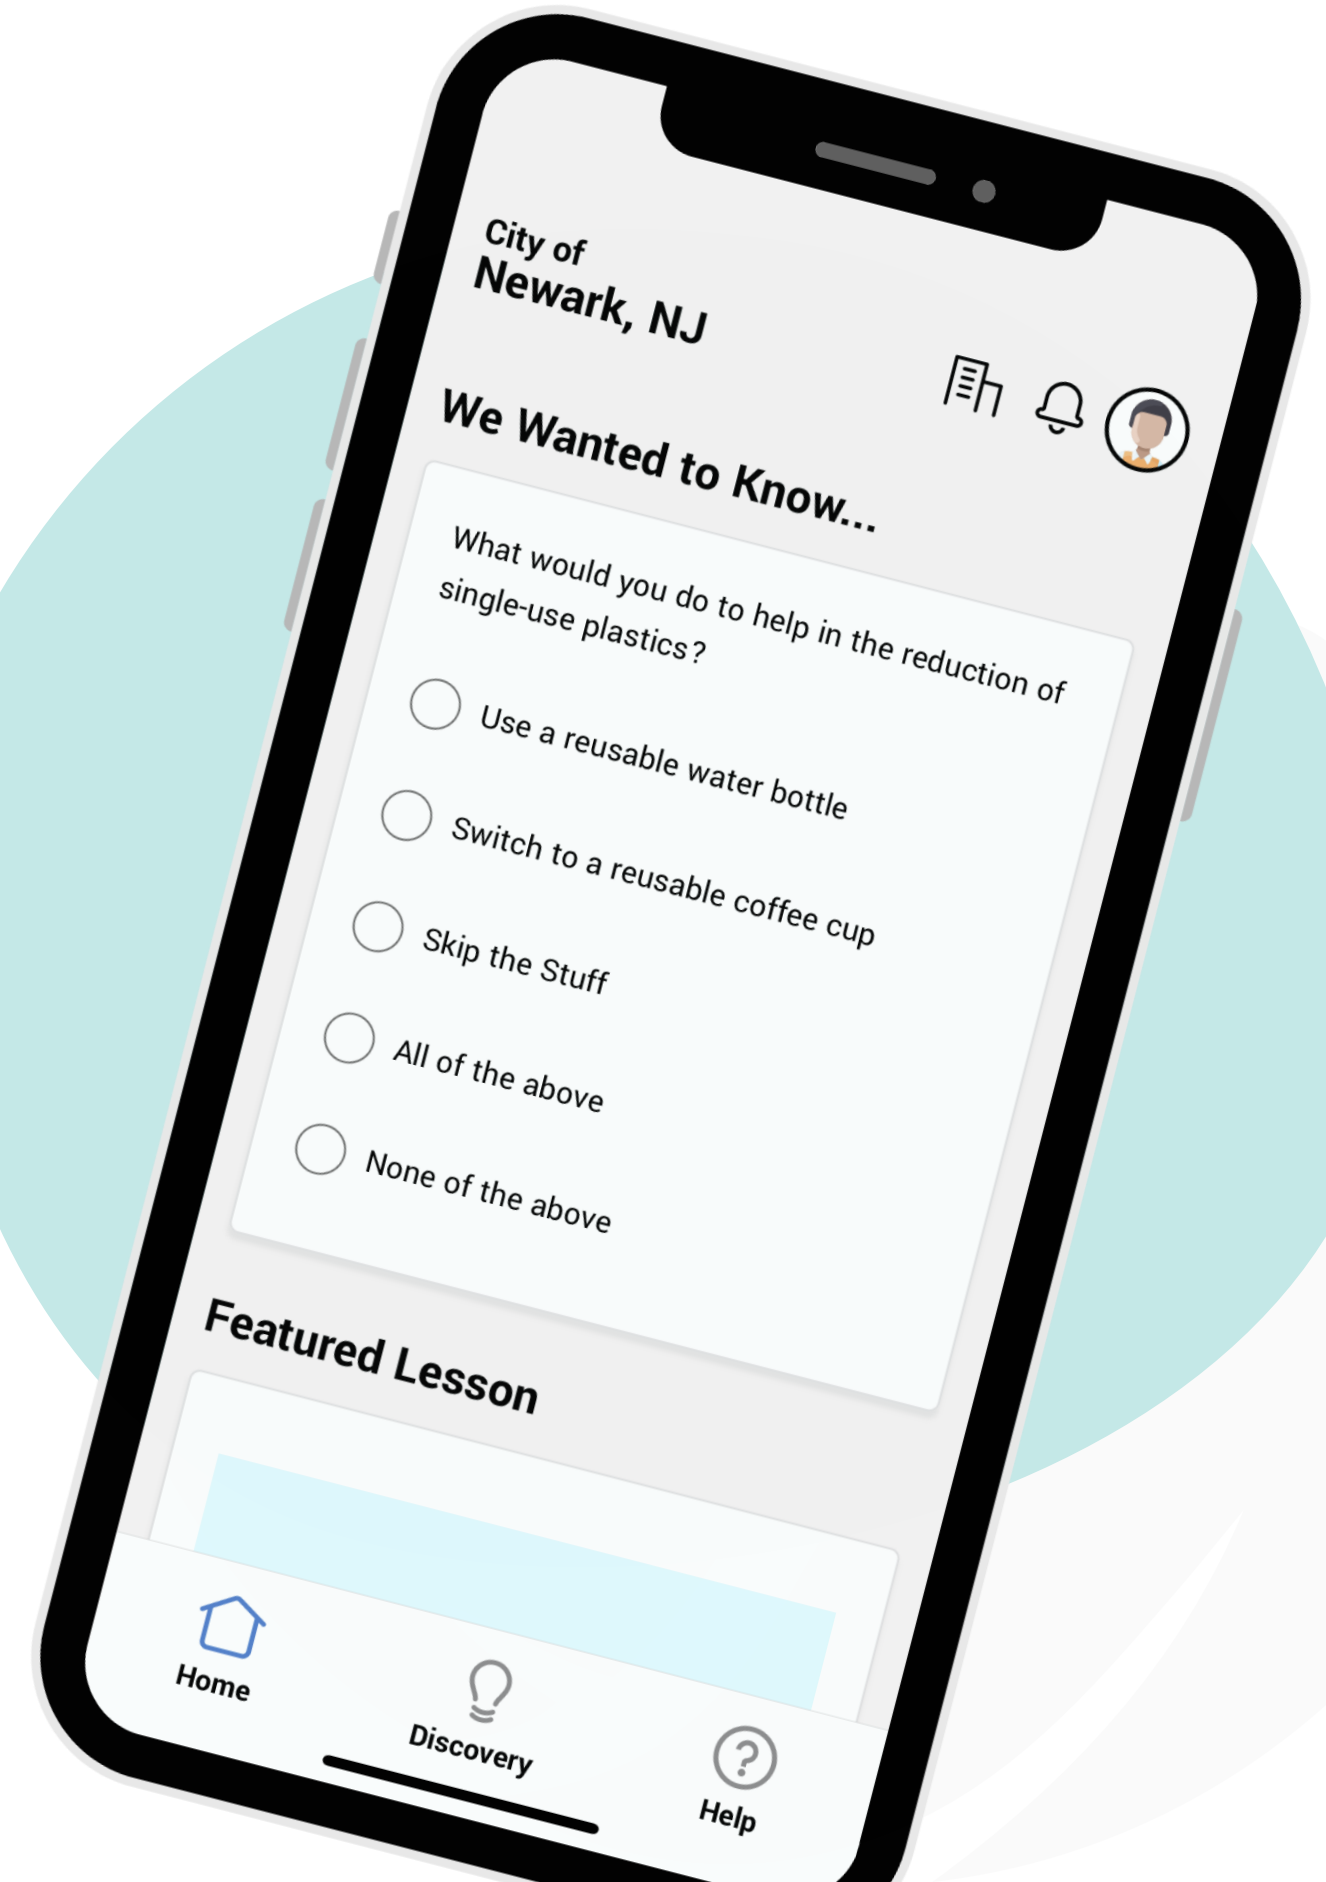 City of
Newark, NJ
We Wanted to Know...
What would you do to help in the reduction of
single-use plastics?
Use a reusable water bottle
Switch to a reusable coffee cup
Skip the Stuff
All of the above
None of the above
Featured Lesson
Home
Discovery
Help